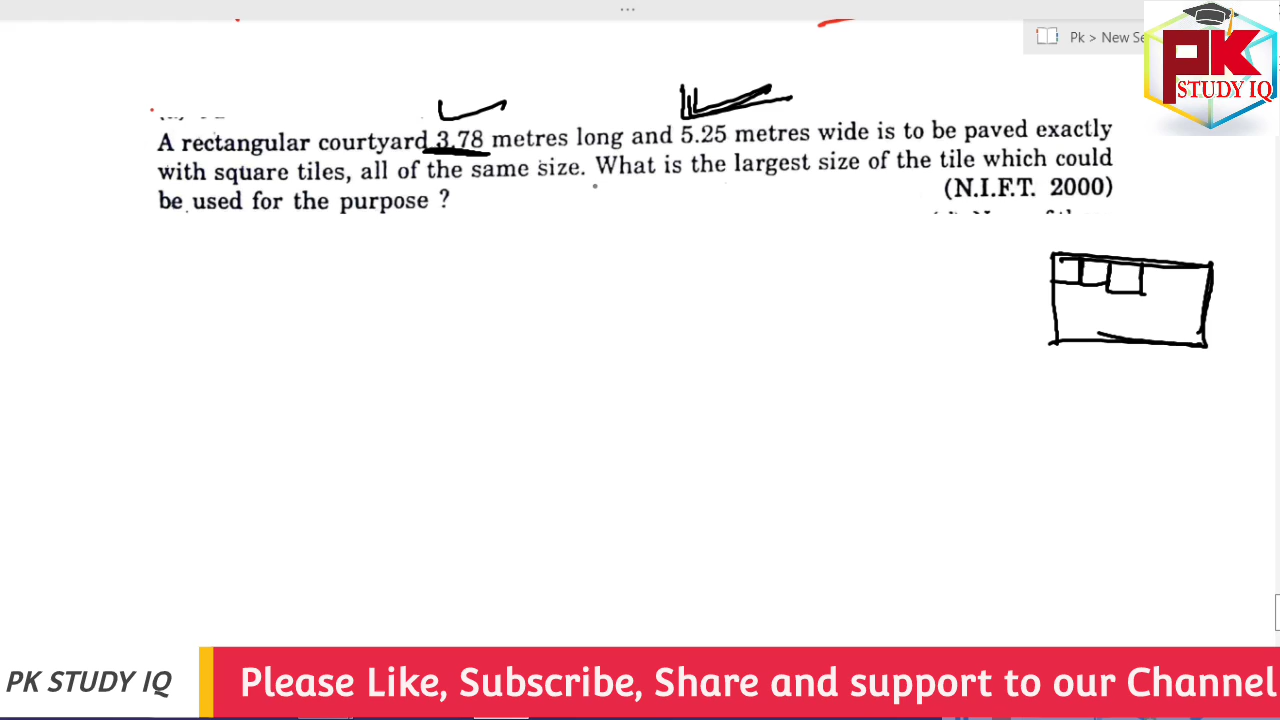 ...
Pk > New Se
PK
STUDY IQ
A rectangular courtyard 3.78 metres long and 5.25 metres wide is to be paved exactly
with square tiles, all of the same size. What is the largest size of the tile which could
be used for the purpose ?
(N.I.F.T. 2000)
PK STUDY IQ
Please Like, Subscribe, Share and support to our Channel